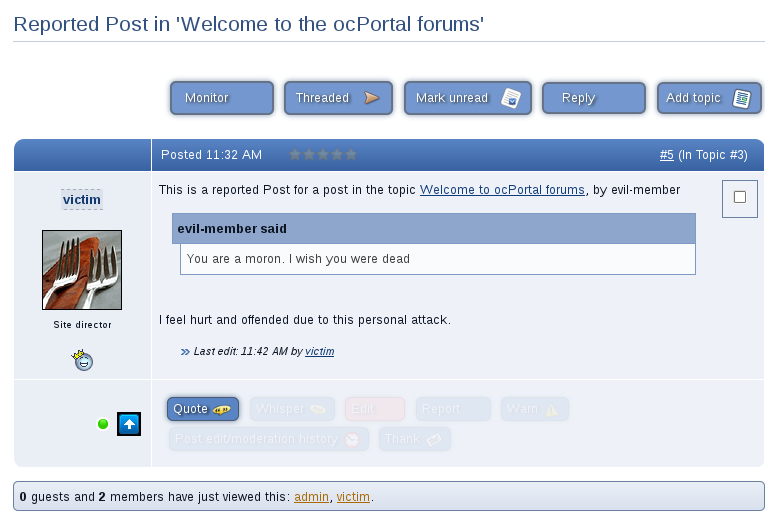 Reported Post in 'Welcome to the ocPortal forums'
Monitor Threaded Mark unread Reply Add topic
Posted 11:32 AM #5 (In Topic #3)
victim
This is a reported Post for a post in the topic Welcome to ocPortal forums, by evil-member
evil-member said
You are a moron. I wish you were dead
Site director
I feel hurt and offended due to this personal attack.
Last edit: 11:42 AM by victim
Quote Whisper Edit Report Warn
Post edit/moderation history Thank
0 guests and 2 members have just viewed this: admin, victim.